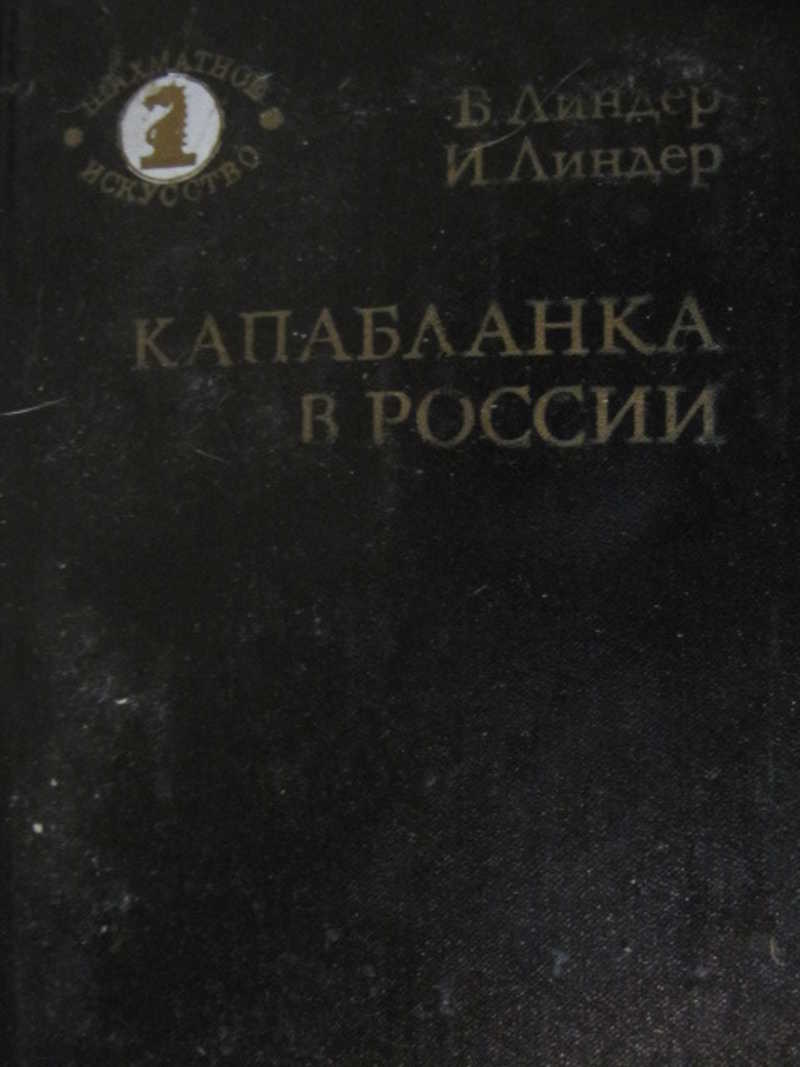 ШАХМАТНОЕ
ИСКУССТВО
В Линдер
И Линдер
КАПАБЛАНКА
В РОССИИ